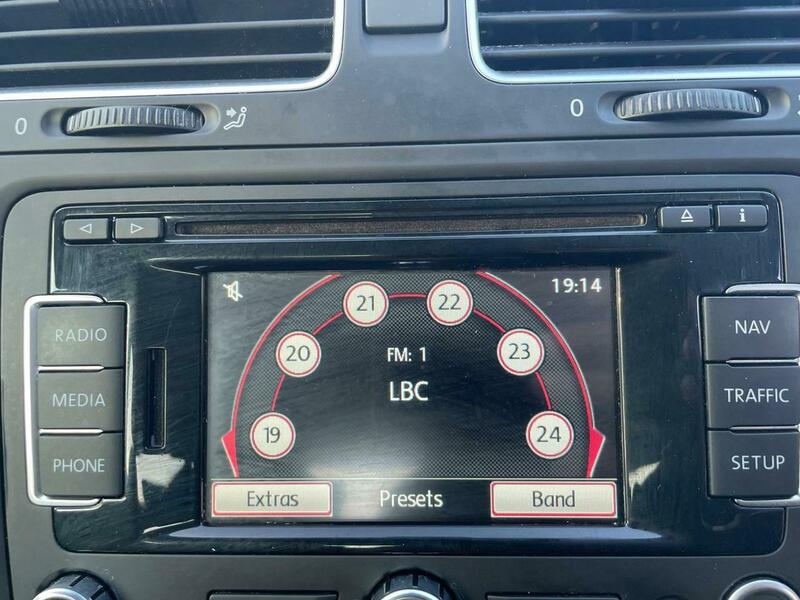 0
0
i
19:14
21
22
RADIO
NAV
20
FM: 1
23
MEDIA
LBC
TRAFFIC
19
24
PHONE
SETUP
Extras
Presets
Band